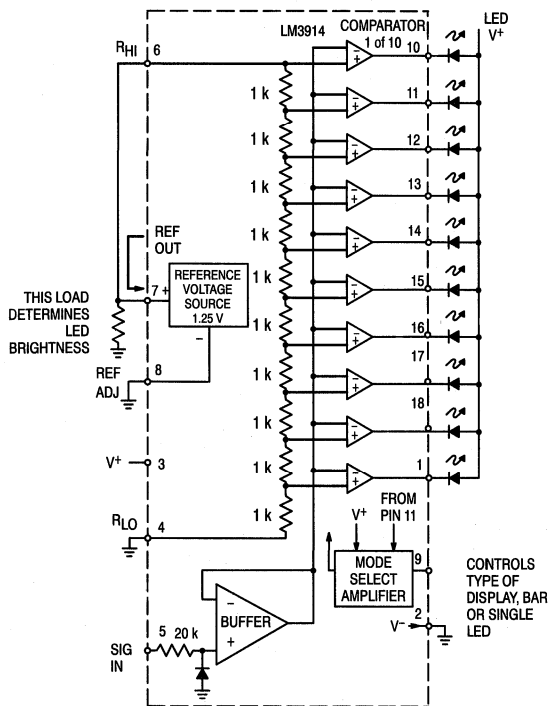 LM3914
COMPARATOR
1 of 10
LED
V+
RHI
6
10
− +
1 k
11
− +
1 k
12
− +
1 k
13
− +
1 k
14
− +
REF
OUT
1 k
15
− +
THIS LOAD
DETERMINES
LED
BRIGHTNESS
7 +
REFERENCE
VOLTAGE
SOURCE
1.25 V
−
1 k
16
− +
REF
ADJ
8
1 k
17
− +
1 k
18
− +
V+
3
1 k
1
− +
RLO
4
1 k
V+
FROM
PIN 11
MODE
SELECT
AMPLIFIER
9
CONTROLS
TYPE OF
DISPLAY, BAR
OR SINGLE
LED
V−
2
SIG
IN
5
20 k
−
BUFFER
+